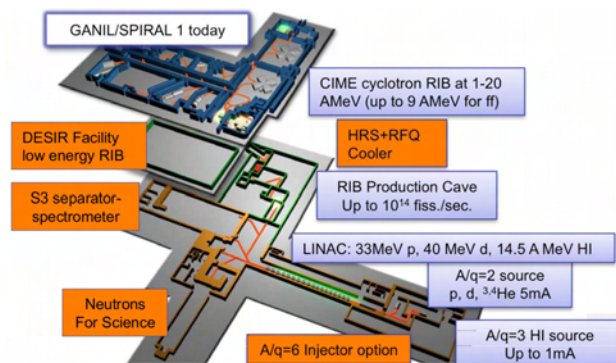 GANIL/SPIRAL 1 today
CIME cyclotron RIB at 1-20
AMeV (up to 9 AMeV for ff)
DESIR Facility
low energy RIB
HRS+RFQ
Cooler
S3 separator-
spectrometer
RIB Production Cave
Up to 10¹⁴ fiss./sec.
LINAC: 33MeV p, 40 MeV d, 14.5 A MeV HI
A/q=2 source
p, d, ³,⁴He 5mA
Neutrons
For Science
A/q=3 HI source
Up to 1mA
A/q=6 Injector option